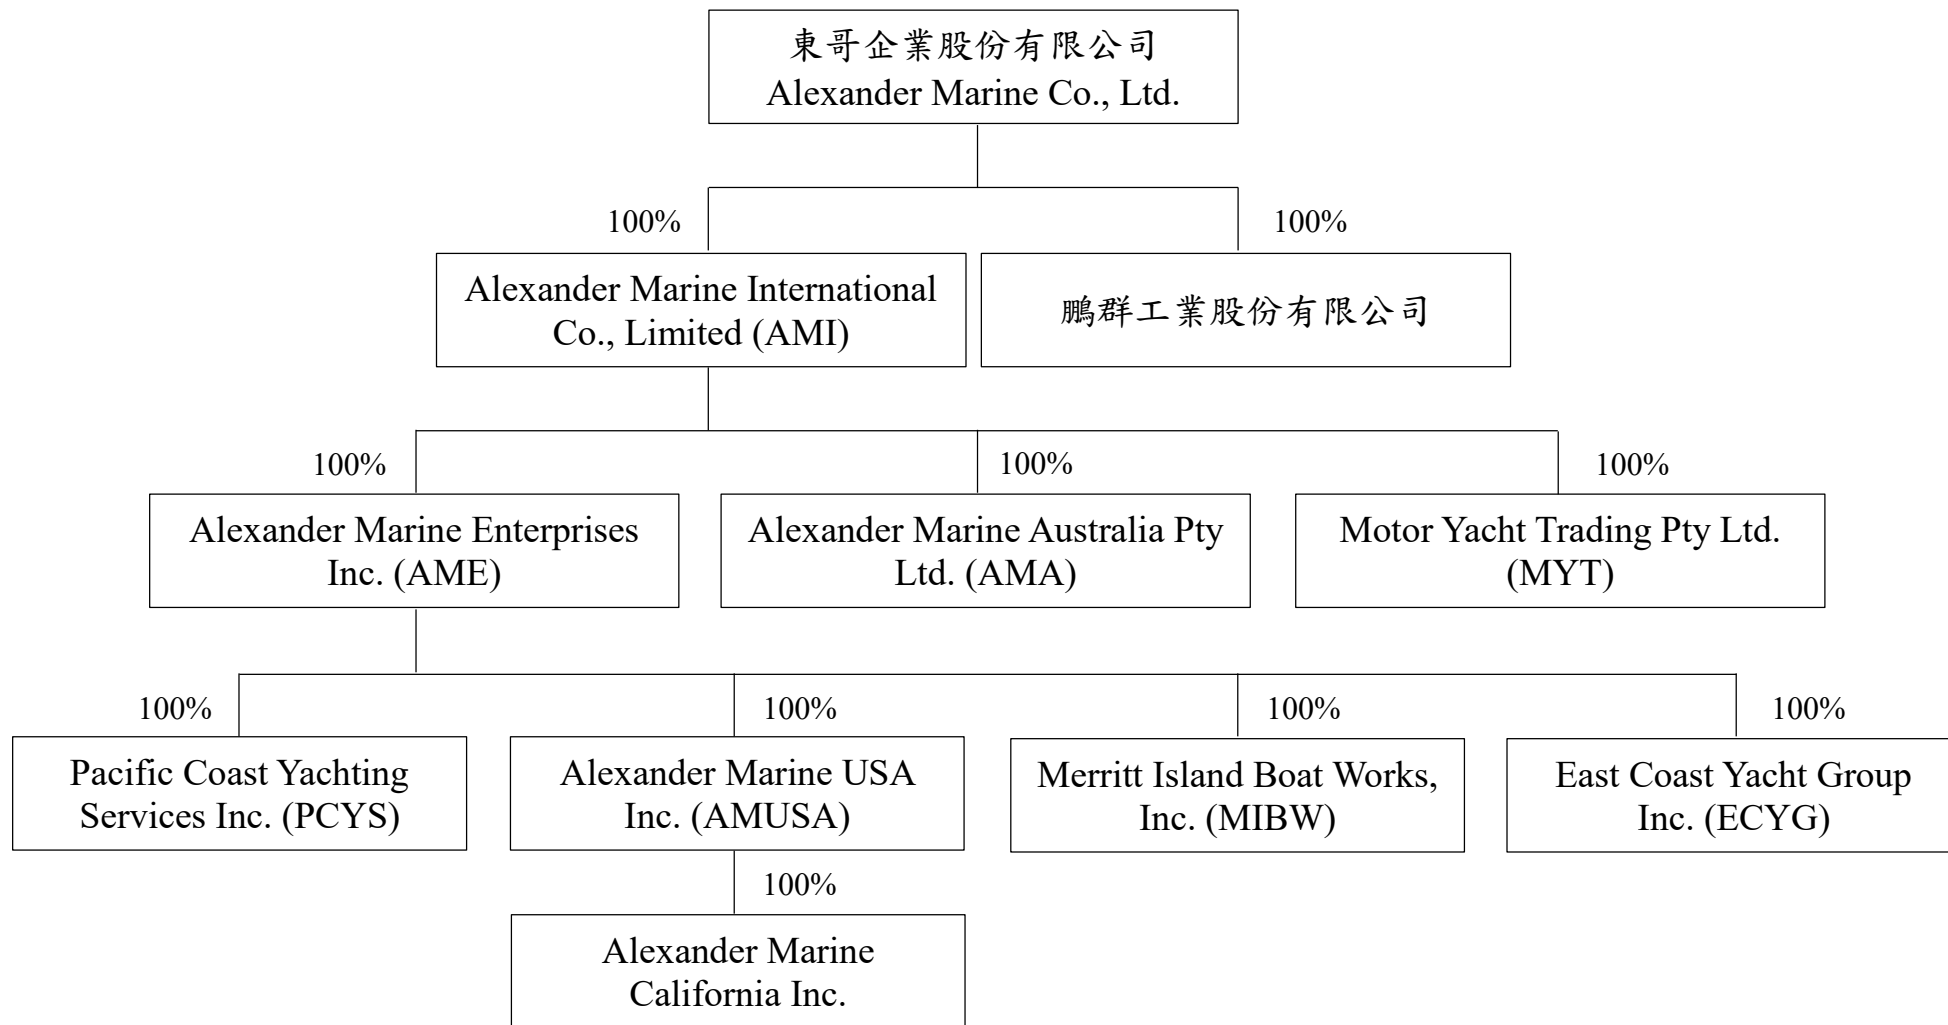 東哥企業股份有限公司
Alexander Marine Co., Ltd.
100%
100%
Alexander Marine International
Co., Limited (AMI)
鵬群工業股份有限公司
100%
100%
100%
Alexander Marine Enterprises
Inc. (AME)
Alexander Marine Australia Pty
Ltd. (AMA)
Motor Yacht Trading Pty Ltd.
(MYT)
100%
100%
100%
100%
Pacific Coast Yachting
Services Inc. (PCYS)
Alexander Marine USA
Inc. (AMUSA)
Merritt Island Boat Works,
Inc. (MIBW)
East Coast Yacht Group
Inc. (ECYG)
100%
Alexander Marine
California Inc.